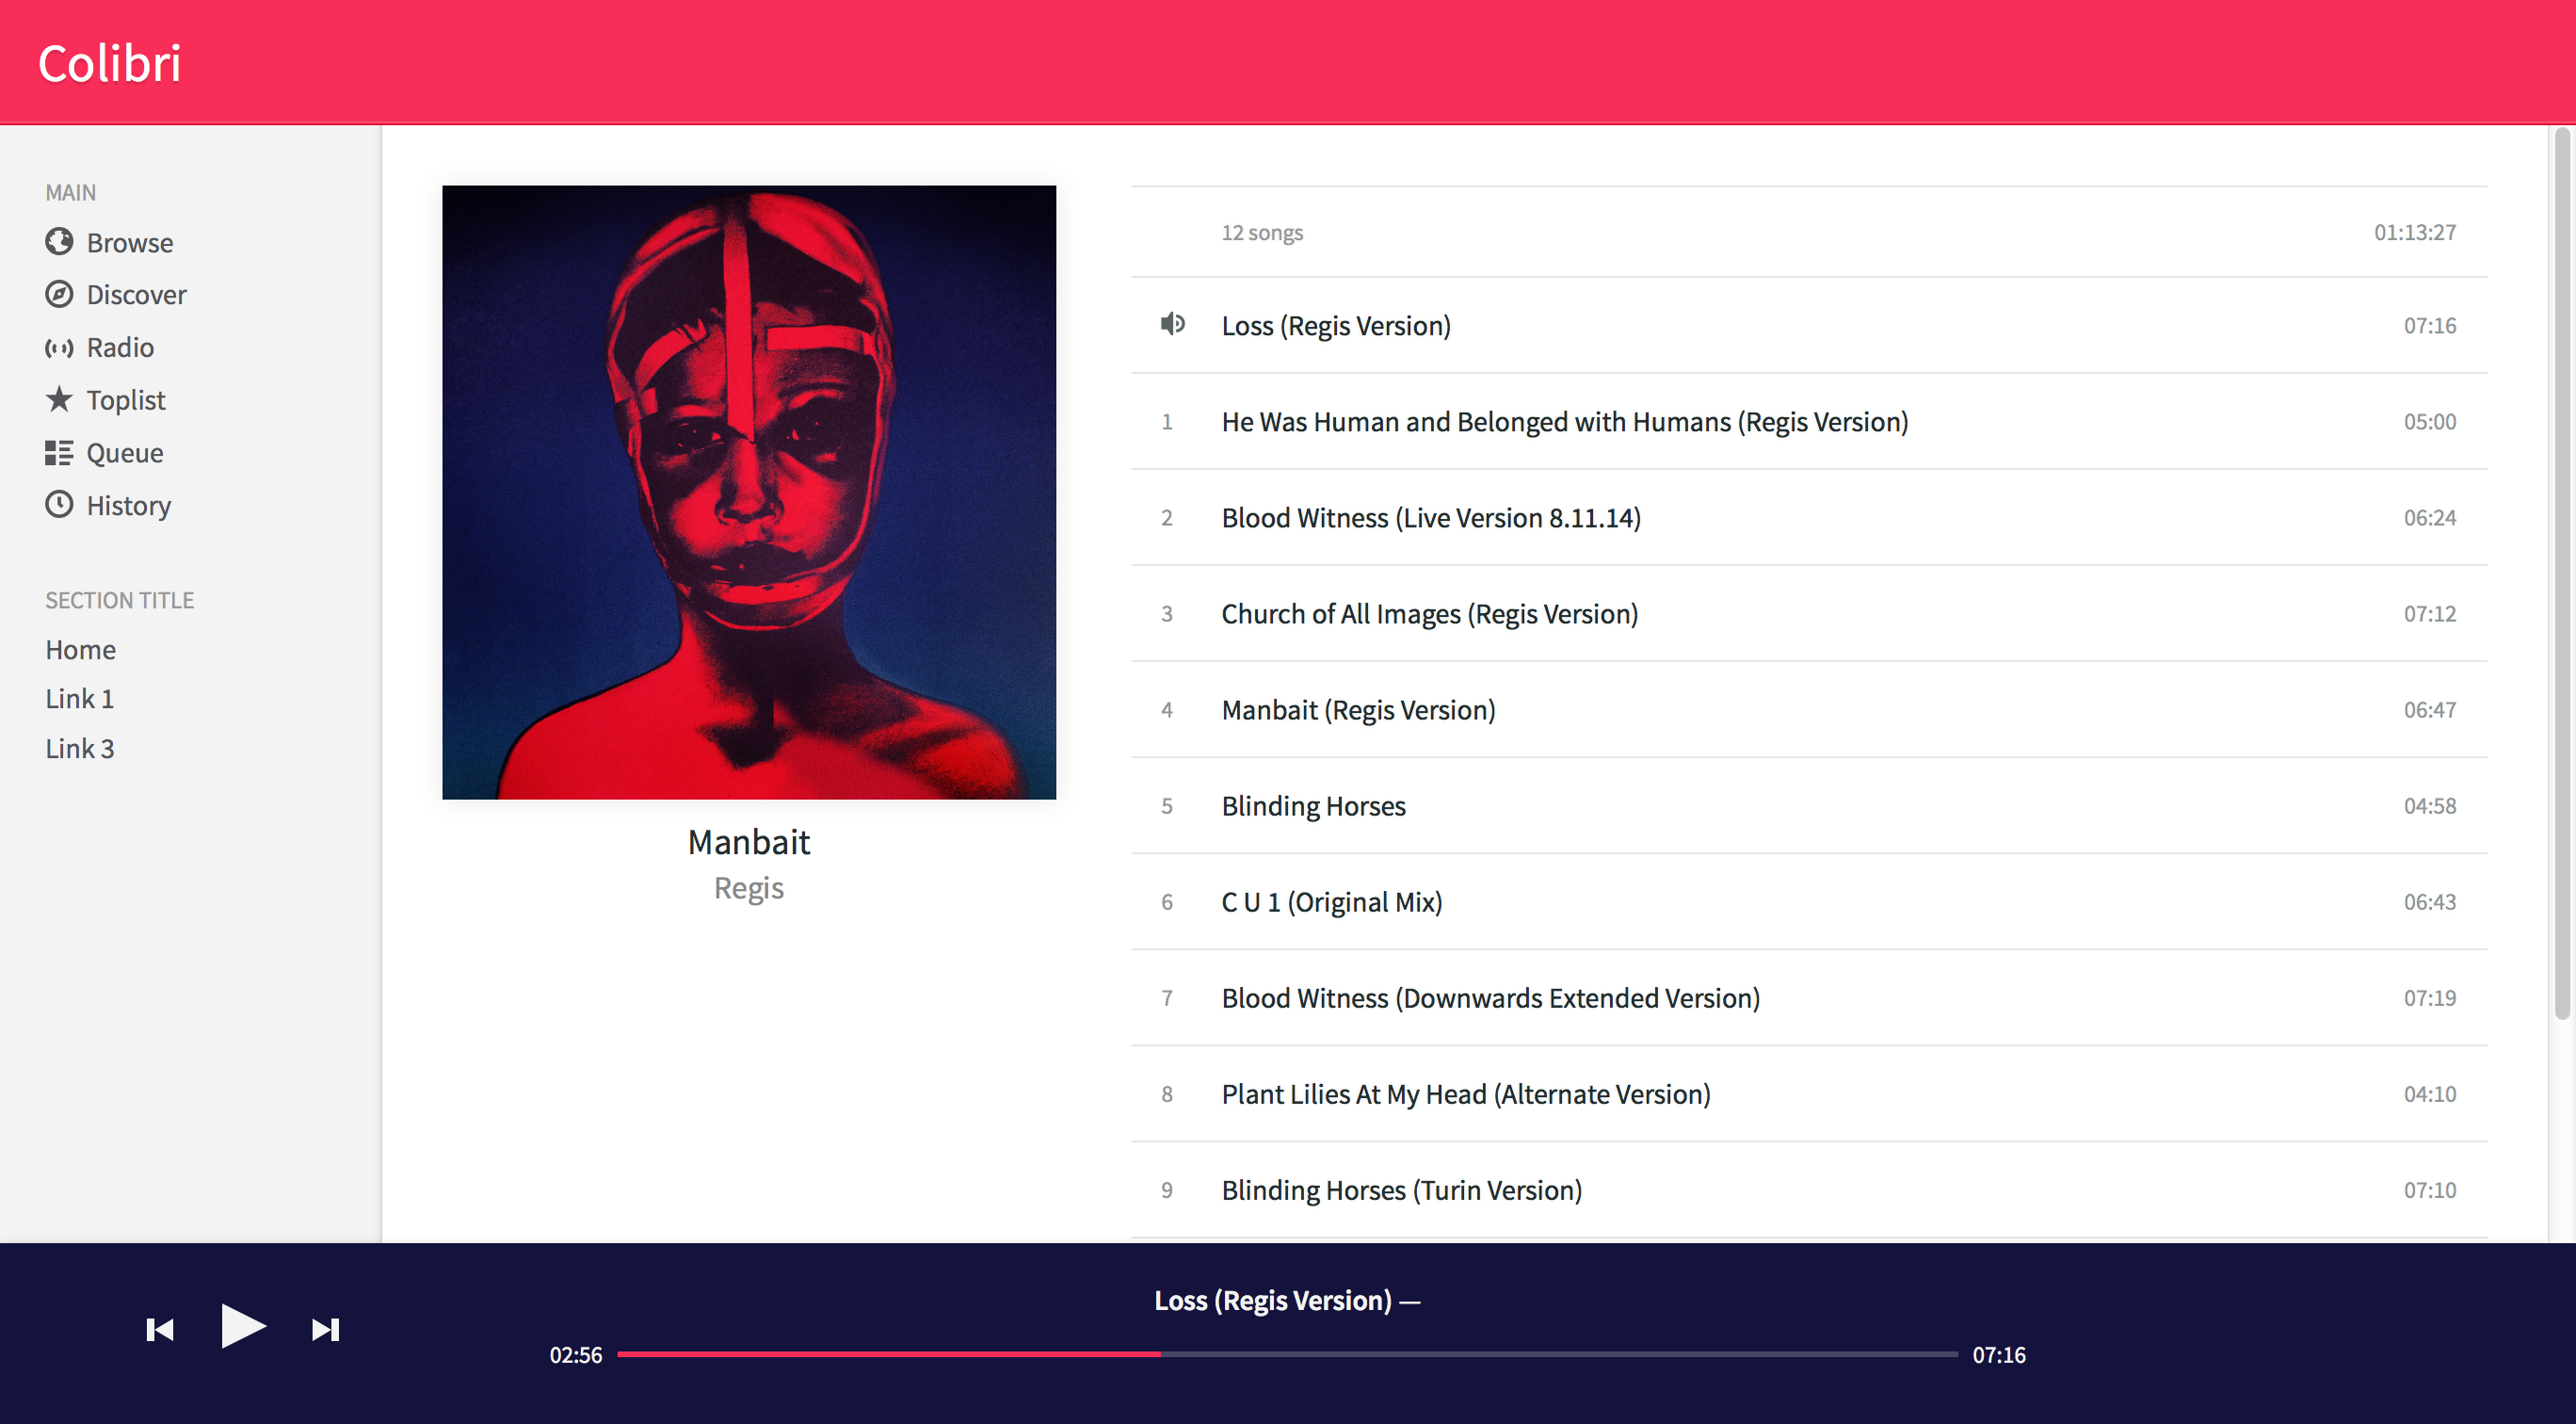 Colibri
MAIN
Browse
Discover
Radio
Toplist
Queue
History
SECTION TITLE
Home
Link 1
Link 3
Manbait
Regis
12 songs 01:13:27
Loss (Regis Version) 07:16
1 He Was Human and Belonged with Humans (Regis Version) 05:00
2 Blood Witness (Live Version 8.11.14) 06:24
3 Church of All Images (Regis Version) 07:12
4 Manbait (Regis Version) 06:47
5 Blinding Horses 04:58
6 C U 1 (Original Mix) 06:43
7 Blood Witness (Downwards Extended Version) 07:19
8 Plant Lilies At My Head (Alternate Version) 04:10
9 Blinding Horses (Turin Version) 07:10
Loss (Regis Version) —
02:56 07:16